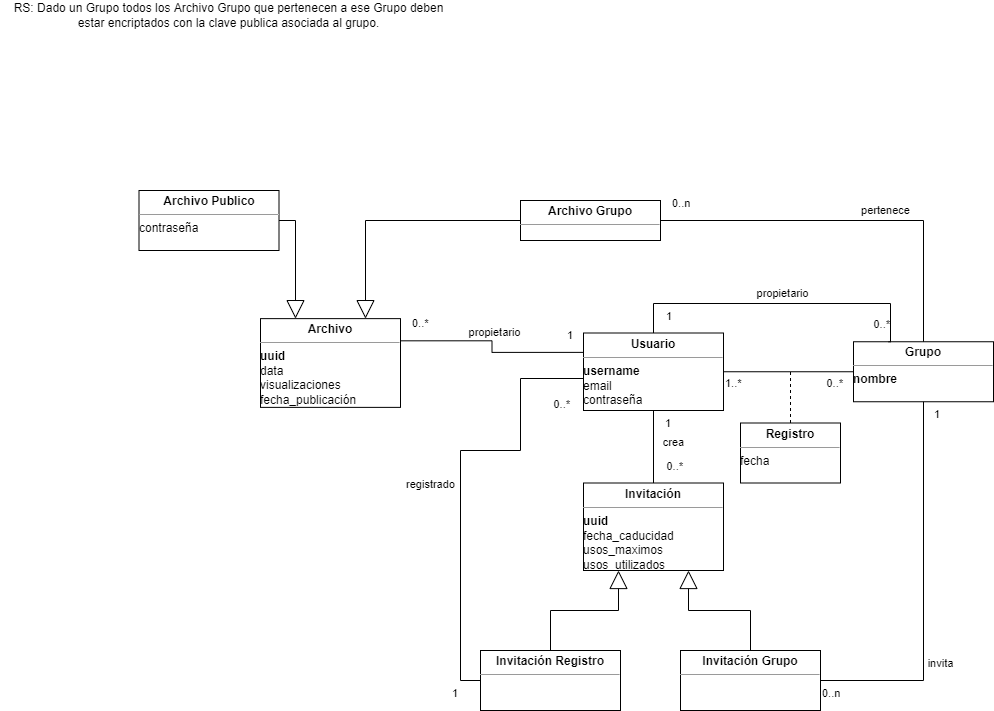 RS: Dado un Grupo todos los Archivo Grupo que pertenecen a ese Grupo deben
estar encriptados con la clave publica asociada al grupo.
Archivo Publico
contraseña
Archivo Grupo
0..n
pertenece
Archivo
uuid
data
visualizaciones
fecha_publicación
0..*
propietario
1
propietario
1
0..*
Usuario
username
email
contraseña
Grupo
nombre
1..*
0..*
0..*
1
crea
0..*
Registro
fecha
1
registrado
Invitación
uuid
fecha_caducidad
usos_maximos
usos_utilizados
Invitación Registro
1
Invitación Grupo
0..n
invita